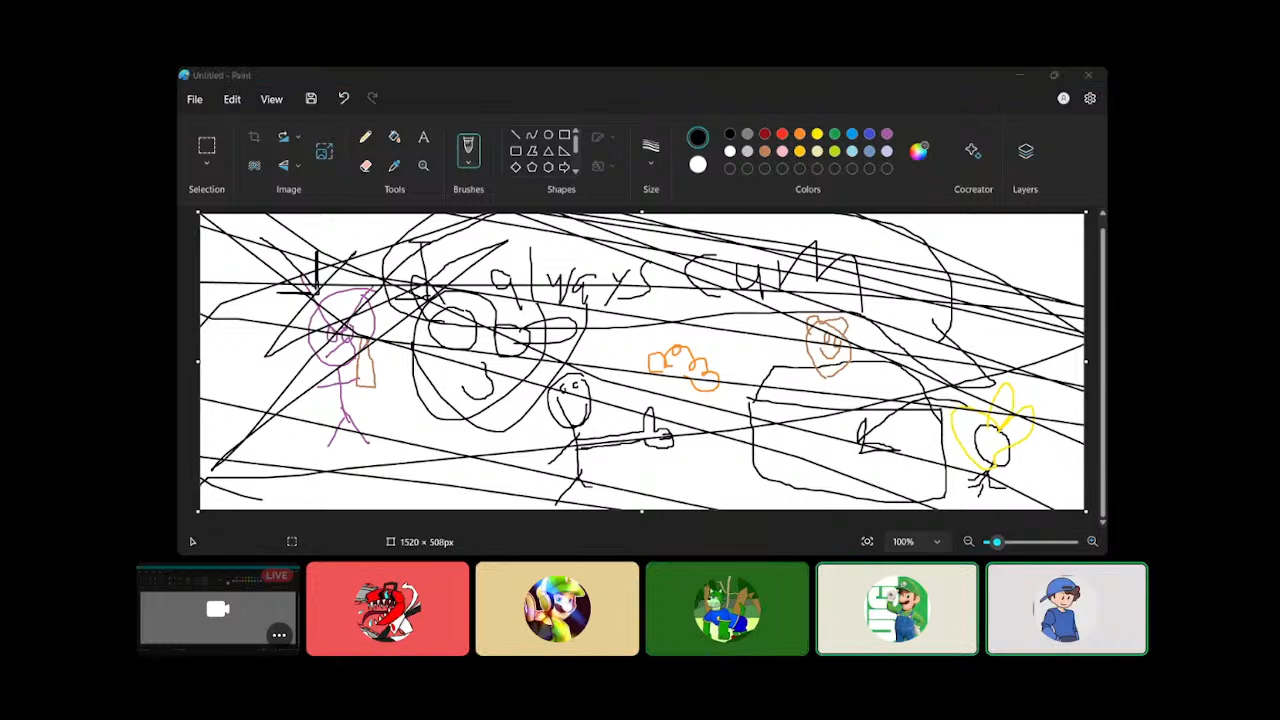 Untitled - Paint
File Edit View
Selection Image Tools Brushes Shapes Size Colors Cocreator Layers
I always cum
1520 × 508px 100%
LIVE